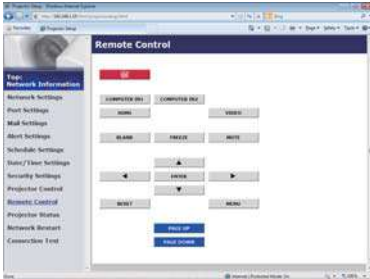 Remote Control
Top:
Network Information
Network Settings
Port Settings
Mail Settings
Alert Settings
Schedule Settings
Date/Time Settings
Security Settings
Projector Control
Remote Control
Projector Status
Network Restart
Connection Test
COMPUTER IN1 COMPUTER IN2
HDMI VIDEO
BLANK FREEZE MUTE
ENTER
RESET MENU
PAGE UP
PAGE DOWN